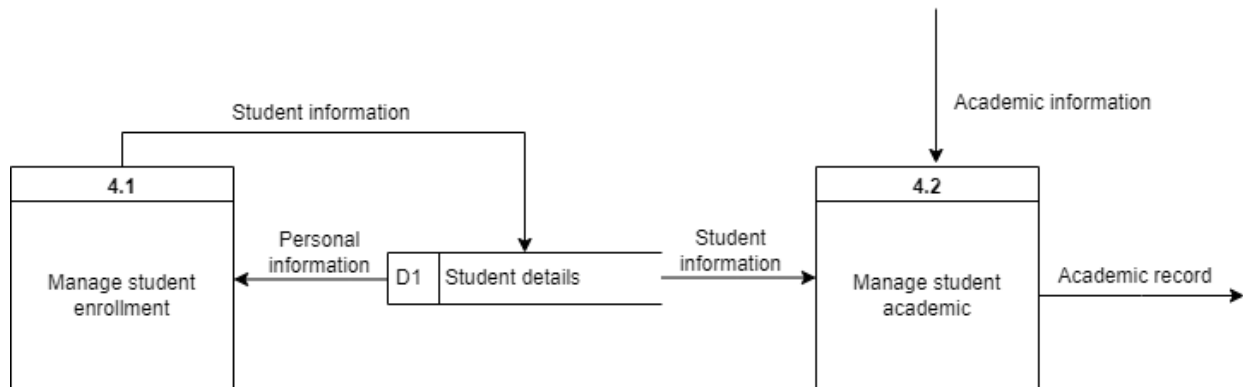 Academic information
Student information
4.1
4.2
Personal
information
Student
information
D1
Student details
Manage student
enrollment
Manage student
academic
Academic record